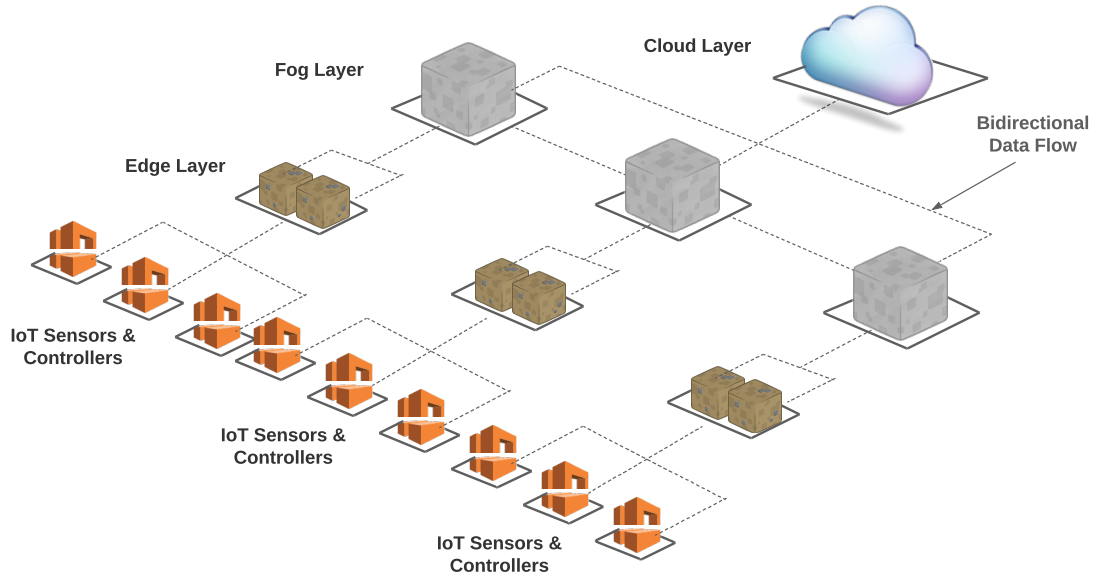 Cloud Layer
Fog Layer
Bidirectional
Data Flow
Edge Layer
IoT Sensors &
Controllers
IoT Sensors &
Controllers
IoT Sensors &
Controllers